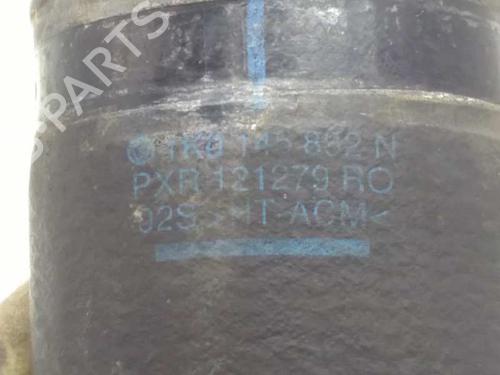 B-PARTS
1K0 145 832 N
PXR 121279 RO
02S >HT-ACM<